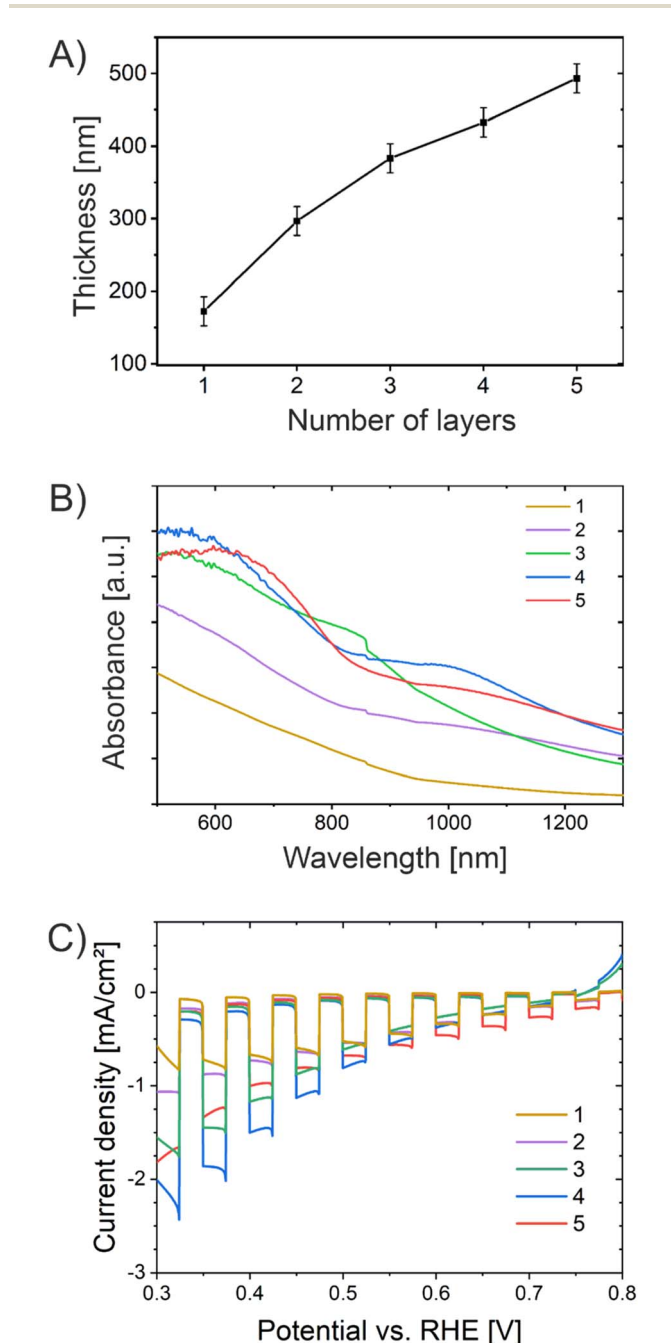 A)
500
400
300
200
100
Thickness [nm]
1 2 3 4 5
Number of layers
B)
1
2
3
4
5
Absorbance [a.u.]
600 800 1000 1200
Wavelength [nm]
C)
0
-1
-2
-3
Current density [mA/cm²]
1
2
3
4
5
0.3 0.4 0.5 0.6 0.7 0.8
Potential vs. RHE [V]